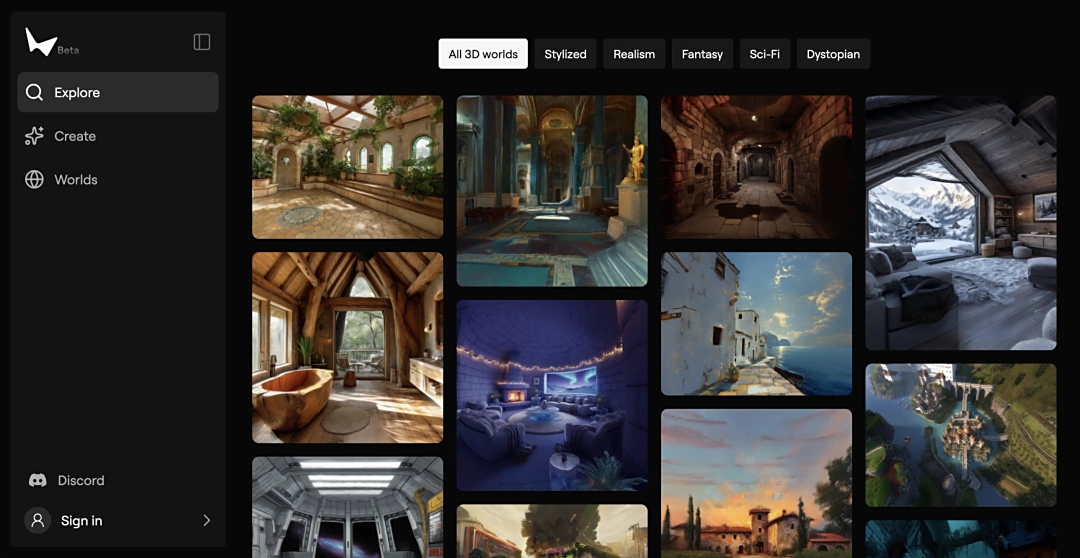 Beta
Explore
Create
Worlds
Discord
Sign in
All 3D worlds
Stylized
Realism
Fantasy
Sci-Fi
Dystopian